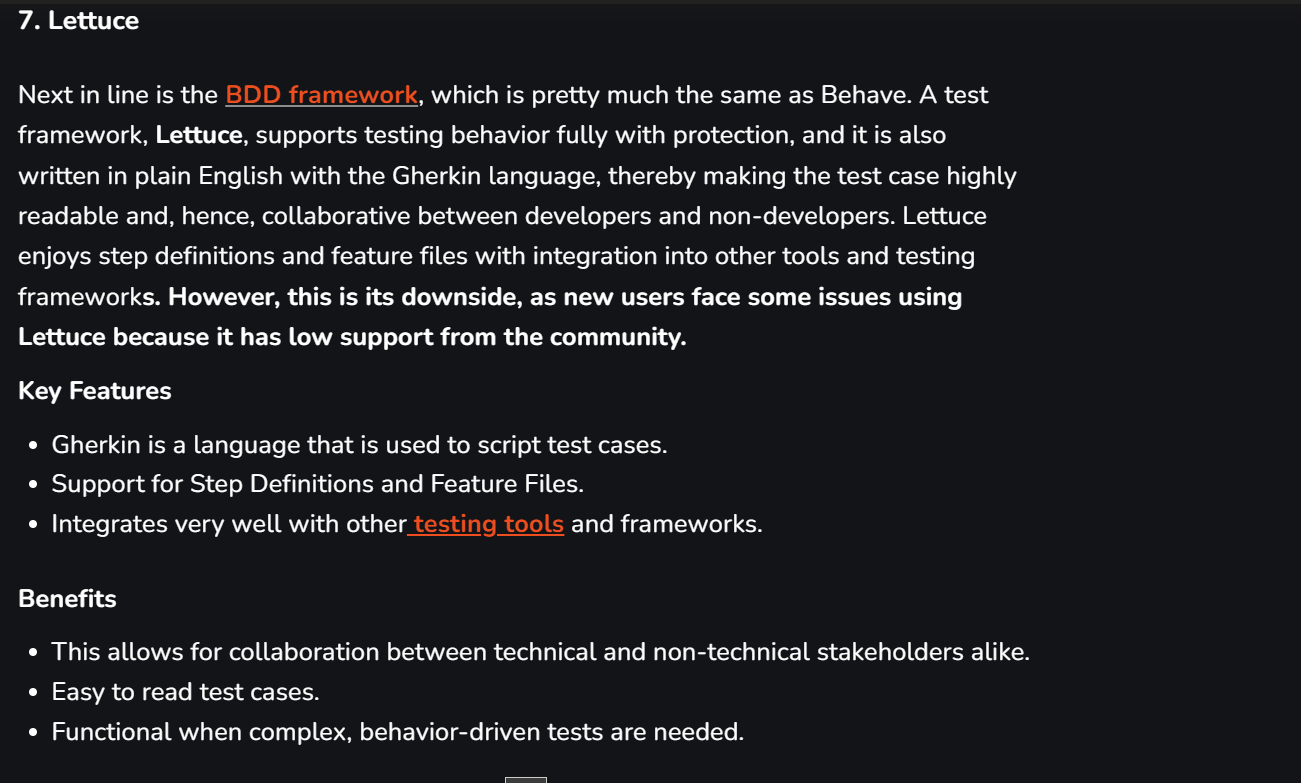 7. Lettuce
Next in line is the BDD framework, which is pretty much the same as Behave. A test
framework, Lettuce, supports testing behavior fully with protection, and it is also
written in plain English with the Gherkin language, thereby making the test case highly
readable and, hence, collaborative between developers and non-developers. Lettuce
enjoys step definitions and feature files with integration into other tools and testing
frameworks. However, this is its downside, as new users face some issues using
Lettuce because it has low support from the community.
Key Features
• Gherkin is a language that is used to script test cases.
• Support for Step Definitions and Feature Files.
• Integrates very well with other testing tools and frameworks.
Benefits
• This allows for collaboration between technical and non-technical stakeholders alike.
• Easy to read test cases.
• Functional when complex, behavior-driven tests are needed.